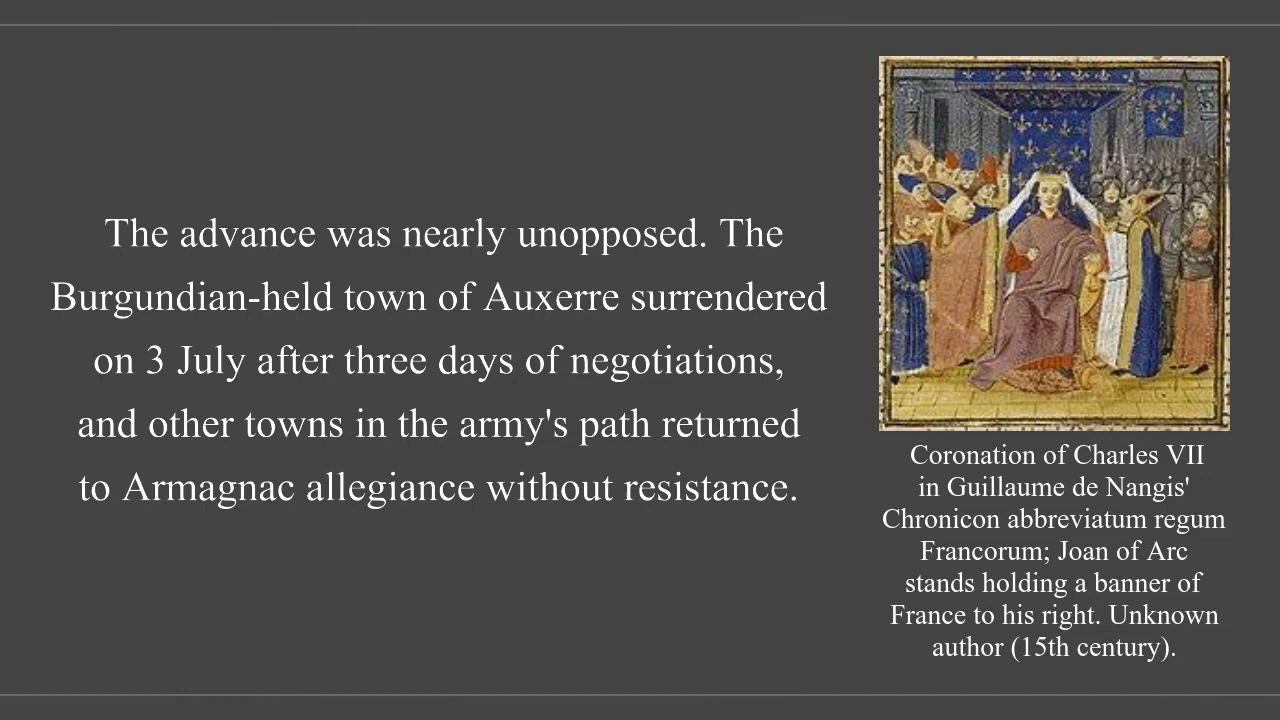 The advance was nearly unopposed. The
Burgundian-held town of Auxerre surrendered
on 3 July after three days of negotiations,
and other towns in the army's path returned
to Armagnac allegiance without resistance.
Coronation of Charles VII
in Guillaume de Nangis'
Chronicon abbreviatum regum
Francorum; Joan of Arc
stands holding a banner of
France to his right. Unknown
author (15th century).